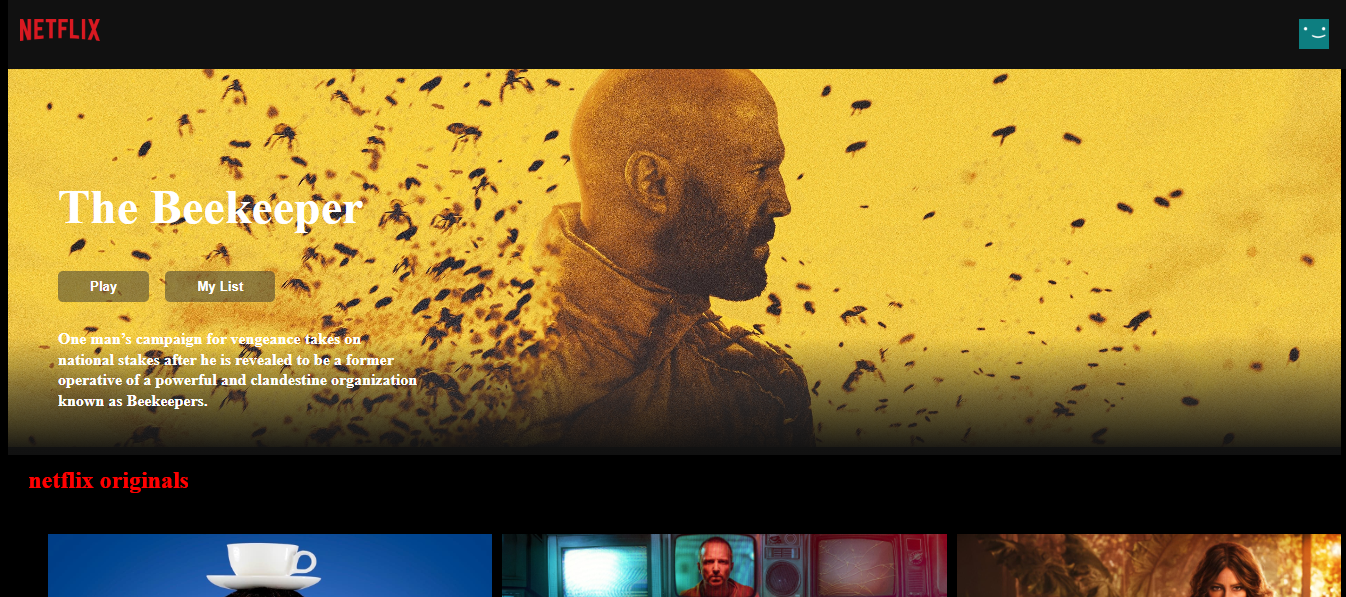 NETFLIX
The Beekeeper
Play
My List
One man’s campaign for vengeance takes on
national stakes after he is revealed to be a former
operative of a powerful and clandestine organization
known as Beekeepers.
netflix originals